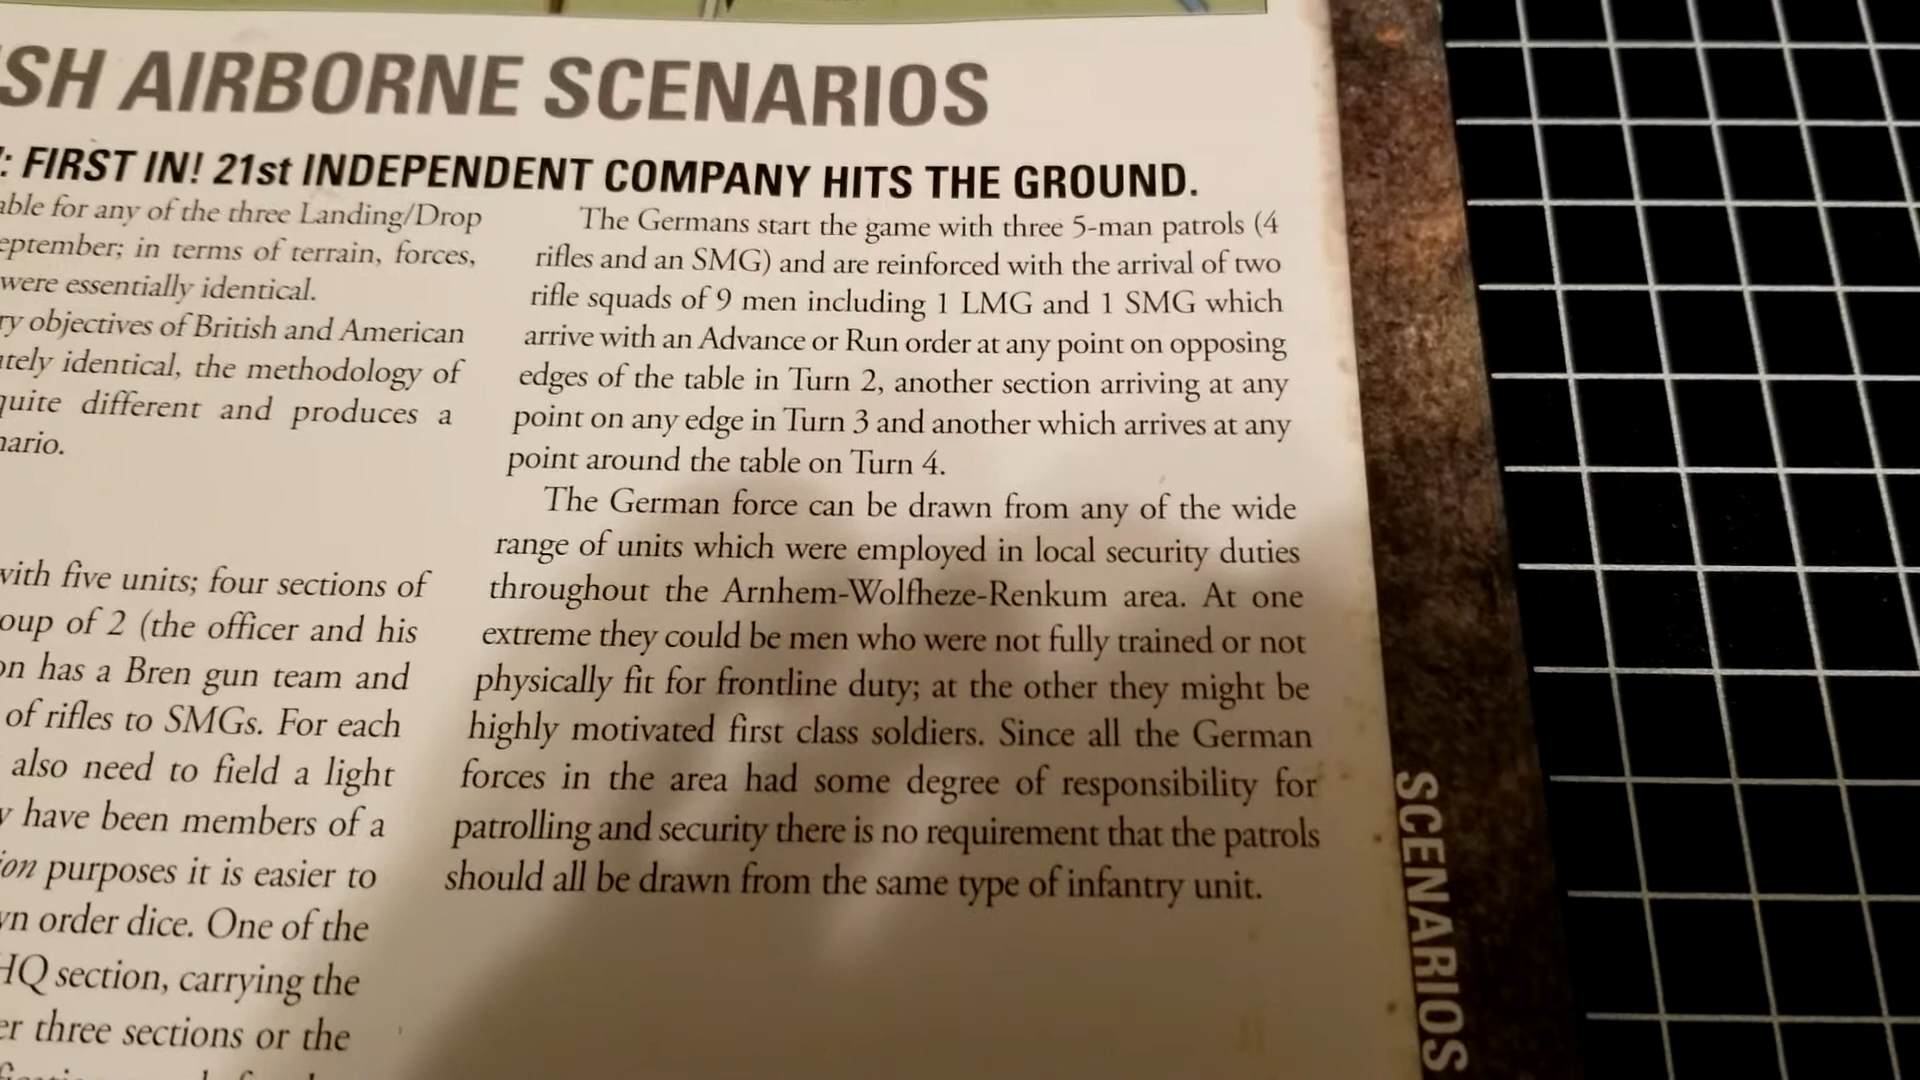 SH AIRBORNE SCENARIOS
: FIRST IN! 21st INDEPENDENT COMPANY HITS THE GROUND.
able for any of the three Landing/Drop
eptember; in terms of terrain, forces,
were essentially identical.
ry objectives of British and American
tely identical, the methodology of
quite different and produces a
nario.
with five units; four sections of
oup of 2 (the officer and his
on has a Bren gun team and
of rifles to SMGs. For each
also need to field a light
y have been members of a
ion purposes it is easier to
wn order dice. One of the
HQ section, carrying the
er three sections or the
The Germans start the game with three 5-man patrols (4
rifles and an SMG) and are reinforced with the arrival of two
rifle squads of 9 men including 1 LMG and 1 SMG which
arrive with an Advance or Run order at any point on opposing
edges of the table in Turn 2, another section arriving at any
point on any edge in Turn 3 and another which arrives at any
point around the table on Turn 4.
The German force can be drawn from any of the wide
range of units which were employed in local security duties
throughout the Arnhem-Wolfheze-Renkum area. At one
extreme they could be men who were not fully trained or not
physically fit for frontline duty; at the other they might be
highly motivated first class soldiers. Since all the German
forces in the area had some degree of responsibility for
patrolling and security there is no requirement that the patrols
should all be drawn from the same type of infantry unit.
SCENARIOS